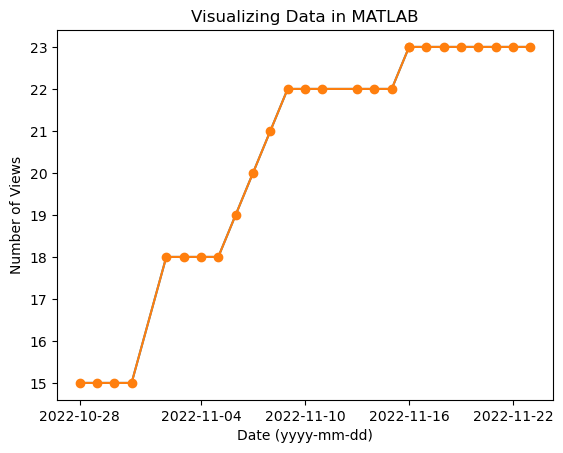 Visualizing Data in MATLAB
23
22
21
20
19
18
17
16
15
Number of Views
2022-10-28 2022-11-04 2022-11-10 2022-11-16 2022-11-22
Date (yyyy-mm-dd)